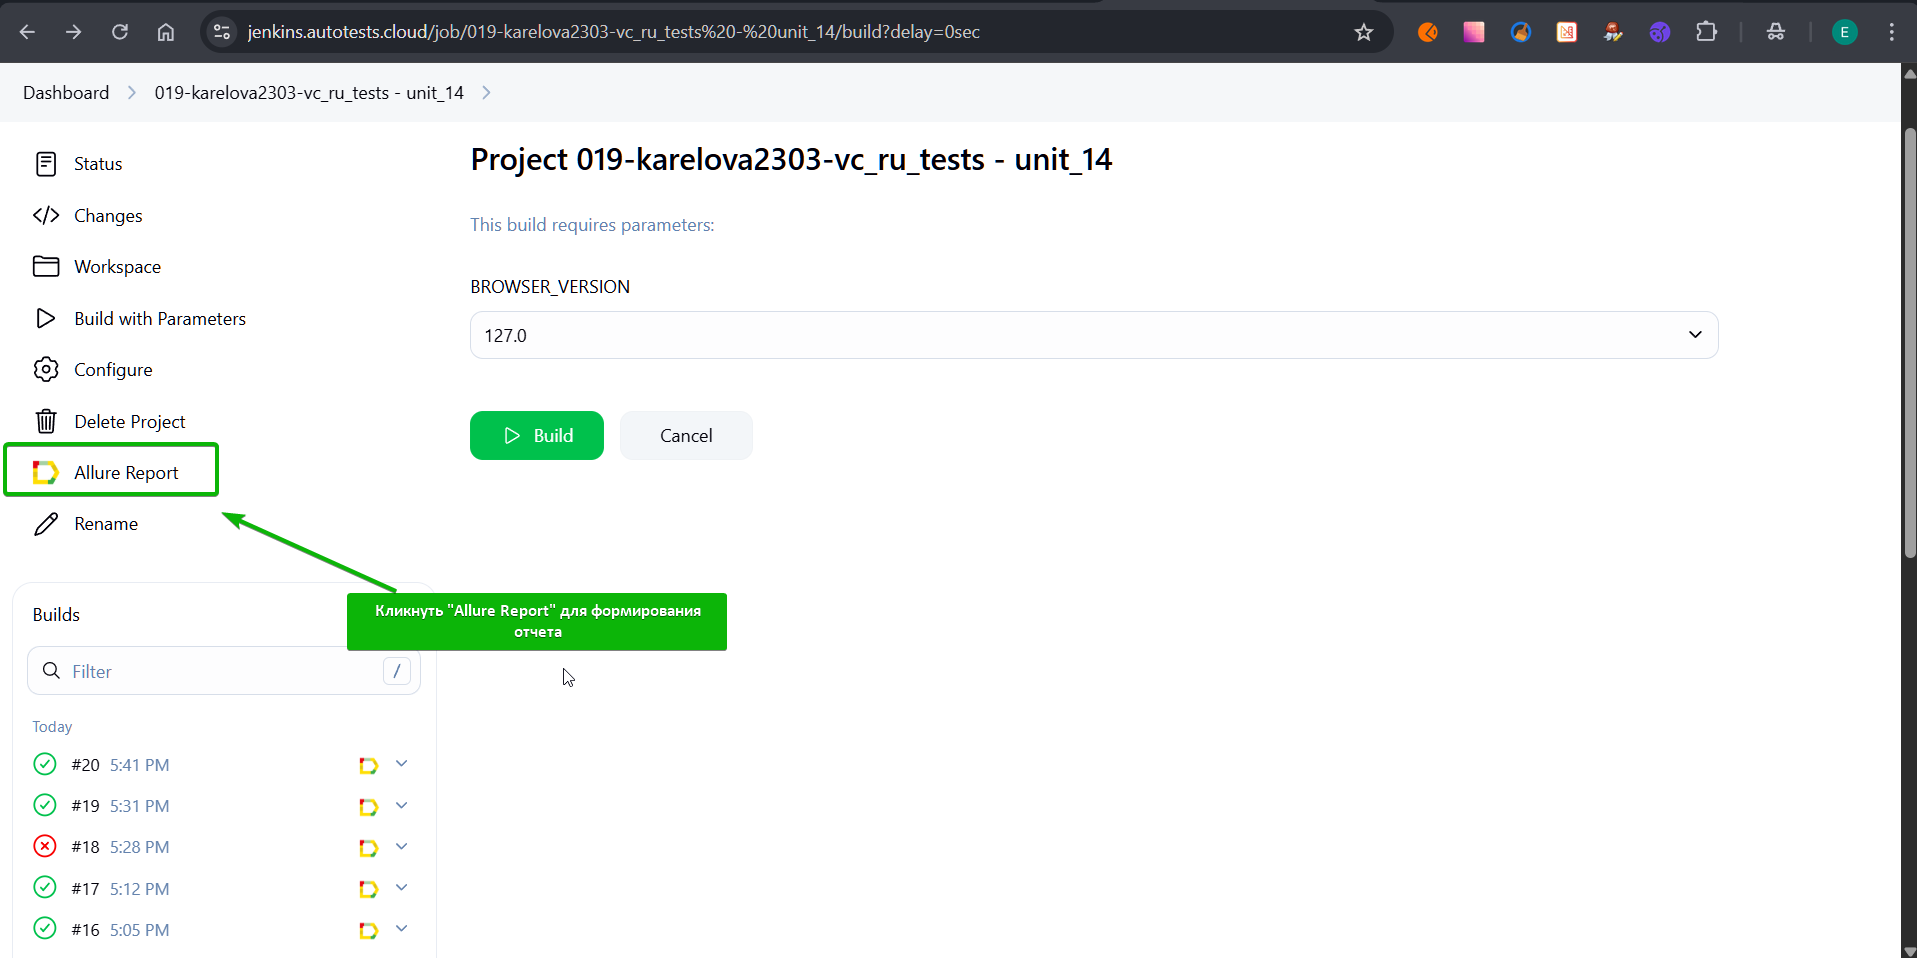 jenkins.autotests.cloud/job/019-karelova2303-vc_ru_tests%20-%20unit_14/build?delay=0sec
E
Dashboard
019-karelova2303-vc_ru_tests - unit_14
Status
Changes
Workspace
Build with Parameters
Configure
Delete Project
Allure Report
Rename
Project 019-karelova2303-vc_ru_tests - unit_14
This build requires parameters:
BROWSER_VERSION
127.0
Build
Cancel
Кликнуть "Allure Report" для формирования
отчета
Builds
Filter /
Today
#20 5:41 PM
#19 5:31 PM
#18 5:28 PM
#17 5:12 PM
#16 5:05 PM